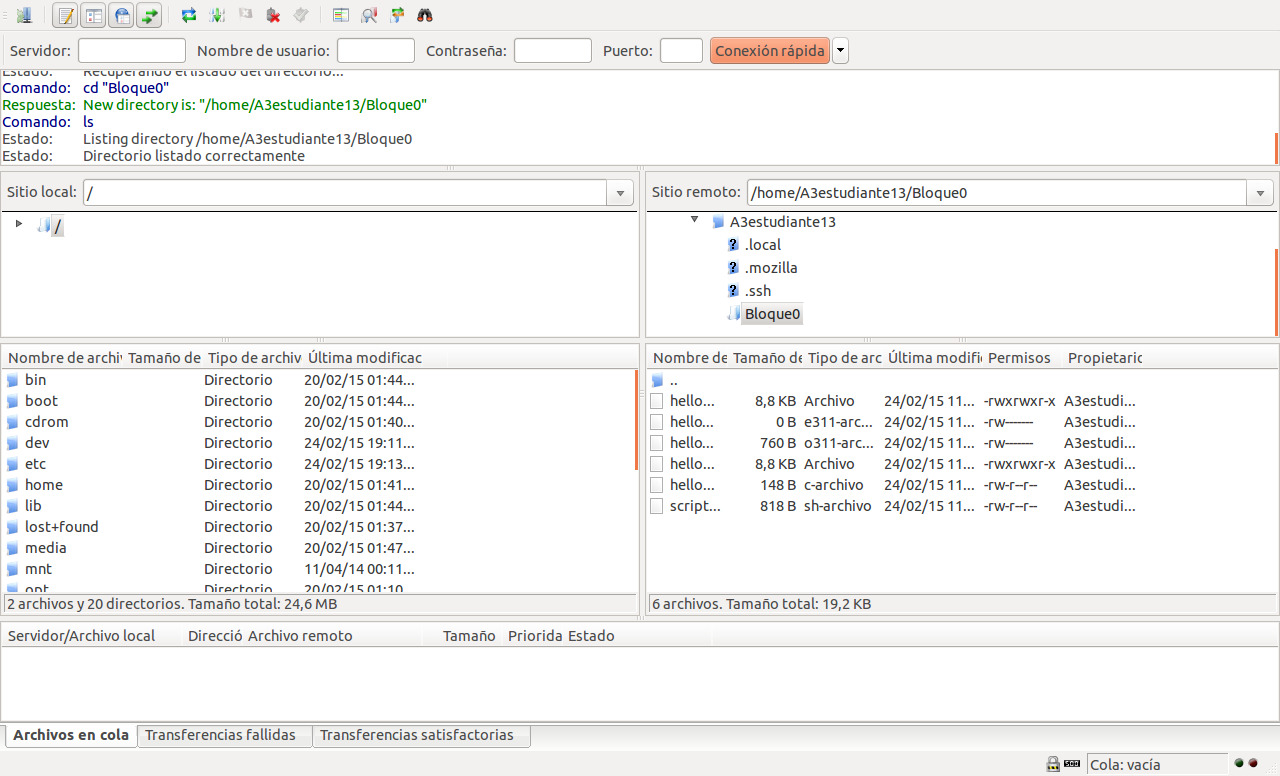 Servidor: Nombre de usuario: Contraseña: Puerto: Conexión rápida
Estado: Recuperando el listado del directorio...
Comando: cd "Bloque0"
Respuesta: New directory is: "/home/A3estudiante13/Bloque0"
Comando: ls
Estado: Listing directory /home/A3estudiante13/Bloque0
Estado: Directorio listado correctamente
Sitio local: /
/
Sitio remoto: /home/A3estudiante13/Bloque0
A3estudiante13
.local
.mozilla
.ssh
Bloque0
Nombre de archiv Tamaño de Tipo de archiv Última modificac
bin Directorio 20/02/15 01:44...
boot Directorio 20/02/15 01:44...
cdrom Directorio 20/02/15 01:40...
dev Directorio 24/02/15 19:11...
etc Directorio 24/02/15 19:13...
home Directorio 20/02/15 01:41...
lib Directorio 20/02/15 01:44...
lost+found Directorio 20/02/15 01:37...
media Directorio 20/02/15 01:47...
mnt Directorio 11/04/14 00:11...
opt Directorio 20/02/15 01:10
2 archivos y 20 directorios. Tamaño total: 24,6 MB
Nombre de Tamaño de Tipo de arc Última modifi Permisos Propietario
..
hello... 8,8 KB Archivo 24/02/15 11... -rwxrwxr-x A3estudi...
hello... 0 B e311-arc... 24/02/15 11... -rw------- A3estudi...
hello... 760 B o311-arc... 24/02/15 11... -rw------- A3estudi...
hello... 8,8 KB Archivo 24/02/15 11... -rwxrwxr-x A3estudi...
hello... 148 B c-archivo 24/02/15 11... -rw-r--r-- A3estudi...
script... 818 B sh-archivo 24/02/15 11... -rw-r--r-- A3estudi...
6 archivos. Tamaño total: 19,2 KB
Servidor/Archivo local Direcció Archivo remoto Tamaño Priorida Estado
Archivos en cola Transferencias fallidas Transferencias satisfactorias
Cola: vacía